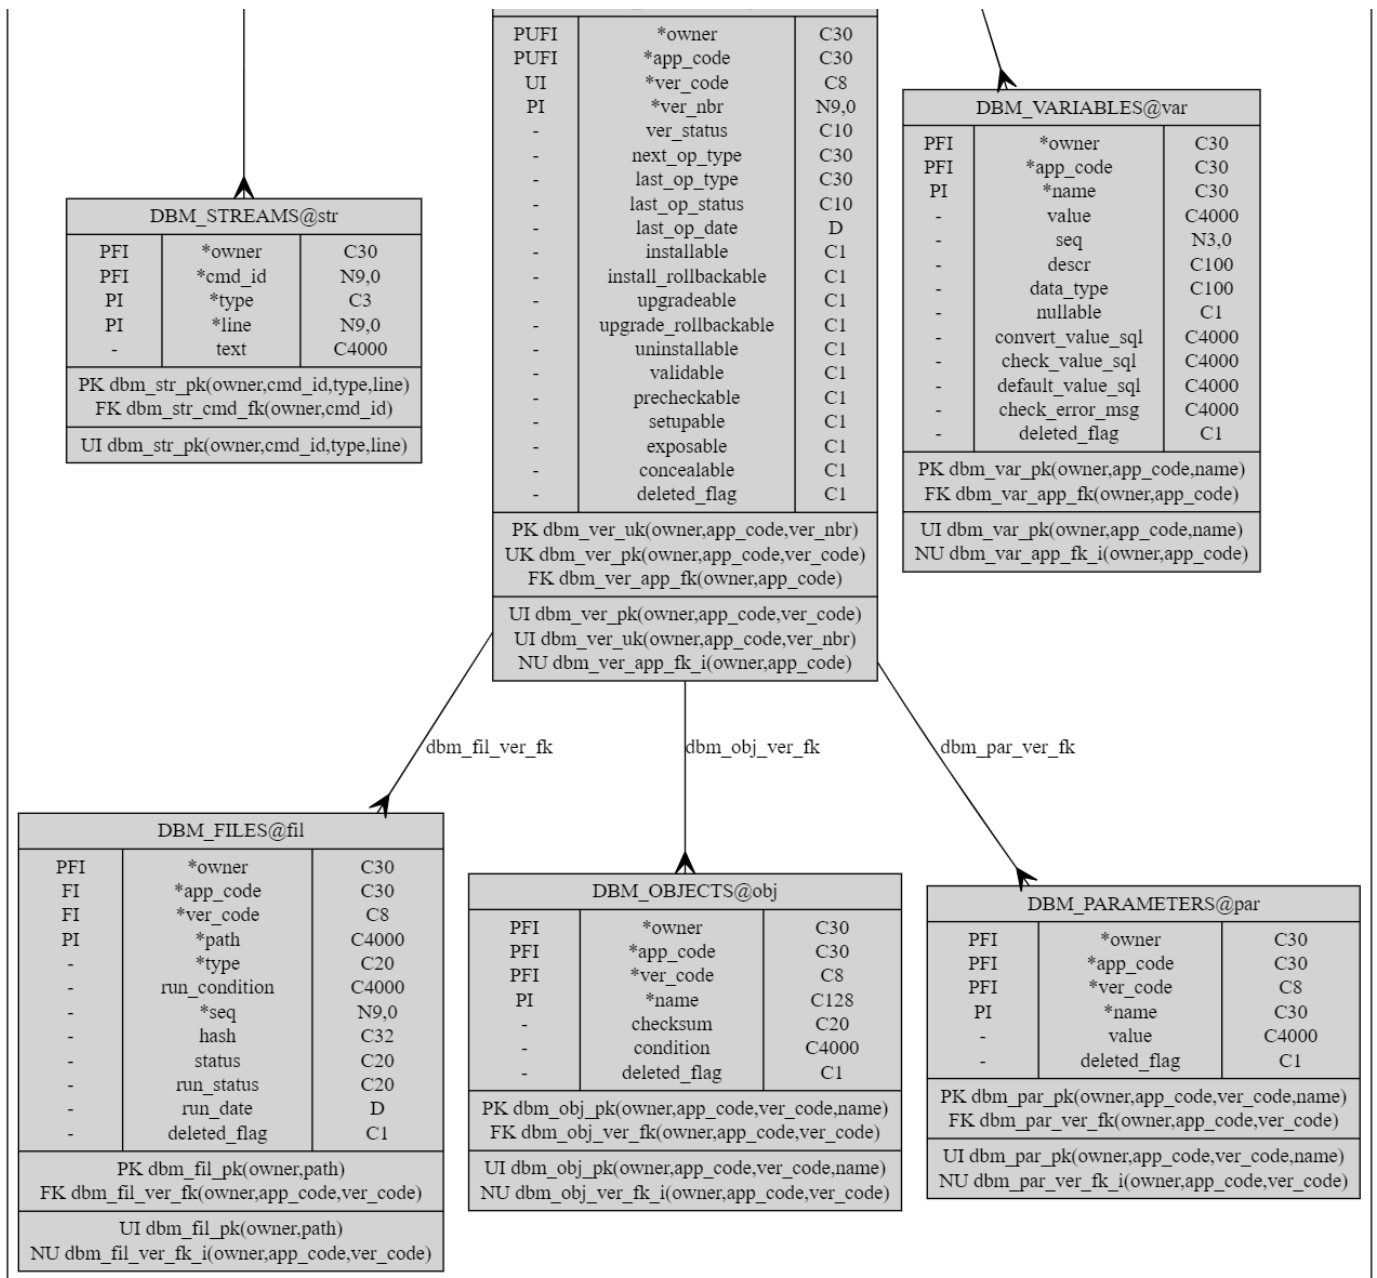 PUFI *owner C30
PUFI *app_code C30
UI *ver_code C8
PI *ver_nbr N9,0
- ver_status C10
- next_op_type C30
- last_op_type C30
- last_op_status C10
- last_op_date D
- installable C1
- install_rollbackable C1
- upgradeable C1
- upgrade_rollbackable C1
- uninstallable C1
- validable C1
- precheckable C1
- setupable C1
- exposable C1
- concealable C1
- deleted_flag C1
PK dbm_ver_uk(owner,app_code,ver_nbr)
UK dbm_ver_pk(owner,app_code,ver_code)
FK dbm_ver_app_fk(owner,app_code)
UI dbm_ver_pk(owner,app_code,ver_code)
UI dbm_ver_uk(owner,app_code,ver_nbr)
NU dbm_ver_app_fk_i(owner,app_code)
DBM_VARIABLES@var
PFI *owner C30
PFI *app_code C30
PI *name C30
- value C4000
- seq N3,0
- descr C100
- data_type C100
- nullable C1
- convert_value_sql C4000
- check_value_sql C4000
- default_value_sql C4000
- check_error_msg C4000
- deleted_flag C1
PK dbm_var_pk(owner,app_code,name)
FK dbm_var_app_fk(owner,app_code)
UI dbm_var_pk(owner,app_code,name)
NU dbm_var_app_fk_i(owner,app_code)
DBM_STREAMS@str
PFI *owner C30
PFI *cmd_id N9,0
PI *type C3
PI *line N9,0
- text C4000
PK dbm_str_pk(owner,cmd_id,type,line)
FK dbm_str_cmd_fk(owner,cmd_id)
UI dbm_str_pk(owner,cmd_id,type,line)
dbm_fil_ver_fk
dbm_obj_ver_fk
dbm_par_ver_fk
DBM_FILES@fil
PFI *owner C30
FI *app_code C30
FI *ver_code C8
PI *path C4000
- *type C20
- run_condition C4000
- *seq N9,0
- hash C32
- status C20
- run_status C20
- run_date D
- deleted_flag C1
PK dbm_fil_pk(owner,path)
FK dbm_fil_ver_fk(owner,app_code,ver_code)
UI dbm_fil_pk(owner,path)
NU dbm_fil_ver_fk_i(owner,app_code,ver_code)
DBM_OBJECTS@obj
PFI *owner C30
PFI *app_code C30
PFI *ver_code C8
PI *name C128
- checksum C20
- condition C4000
- deleted_flag C1
PK dbm_obj_pk(owner,app_code,ver_code,name)
FK dbm_obj_ver_fk(owner,app_code,ver_code)
UI dbm_obj_pk(owner,app_code,ver_code,name)
NU dbm_obj_ver_fk_i(owner,app_code,ver_code)
DBM_PARAMETERS@par
PFI *owner C30
PFI *app_code C30
PFI *ver_code C8
PI *name C30
- value C4000
- deleted_flag C1
PK dbm_par_pk(owner,app_code,ver_code,name)
FK dbm_par_ver_fk(owner,app_code,ver_code)
UI dbm_par_pk(owner,app_code,ver_code,name)
NU dbm_par_ver_fk_i(owner,app_code,ver_code)